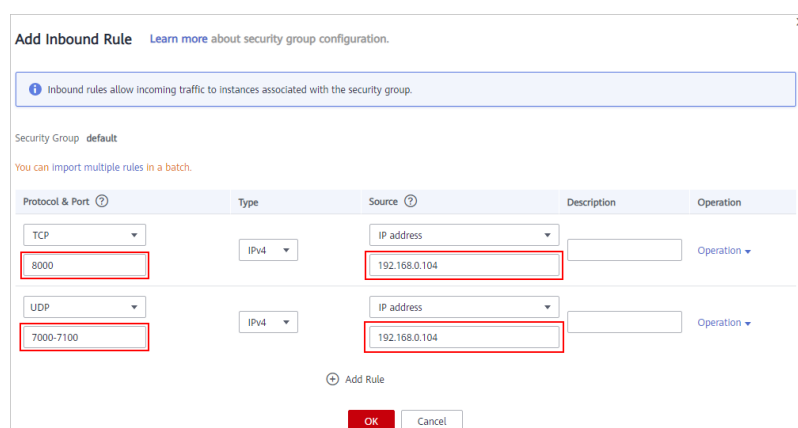 Add Inbound Rule Learn more about security group configuration.
Inbound rules allow incoming traffic to instances associated with the security group.
Security Group default
You can import multiple rules in a batch.
Protocol & Port Type Source Description Operation
TCP IPv4 IP address Operation
8000 192.168.0.104
UDP IPv4 IP address Operation
7000-7100 192.168.0.104
Add Rule
OK Cancel